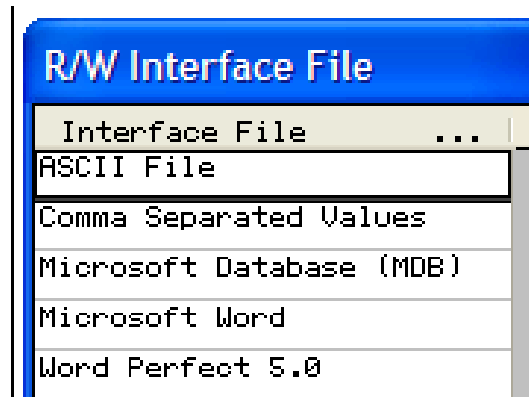 R/W Interface File
Interface File ...
ASCII File
Comma Separated Values
Microsoft Database (MDB)
Microsoft Word
Word Perfect 5.0